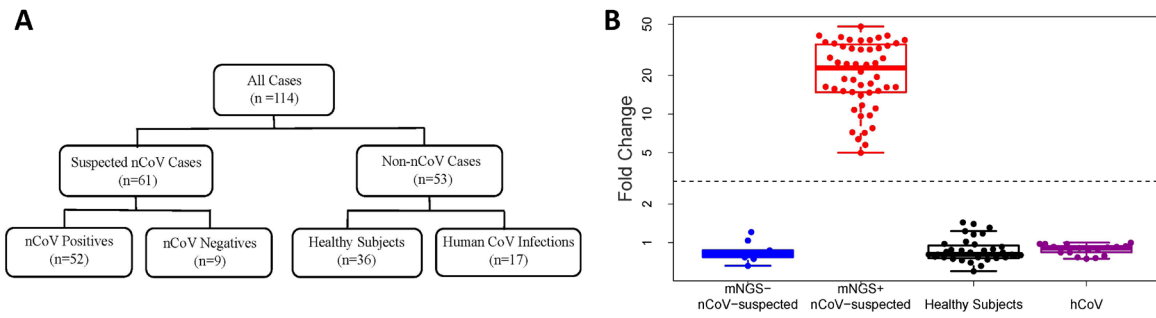 A
All Cases
(n =114)
Suspected nCoV Cases
(n=61)
Non-nCoV Cases
(n=53)
nCoV Positives
(n=52)
nCoV Negatives
(n=9)
Healthy Subjects
(n=36)
Human CoV Infections
(n=17)
B
Fold Change
50
20
10
5
2
1
mNGS−
nCoV−suspected
mNGS+
nCoV−suspected
Healthy Subjects
hCoV